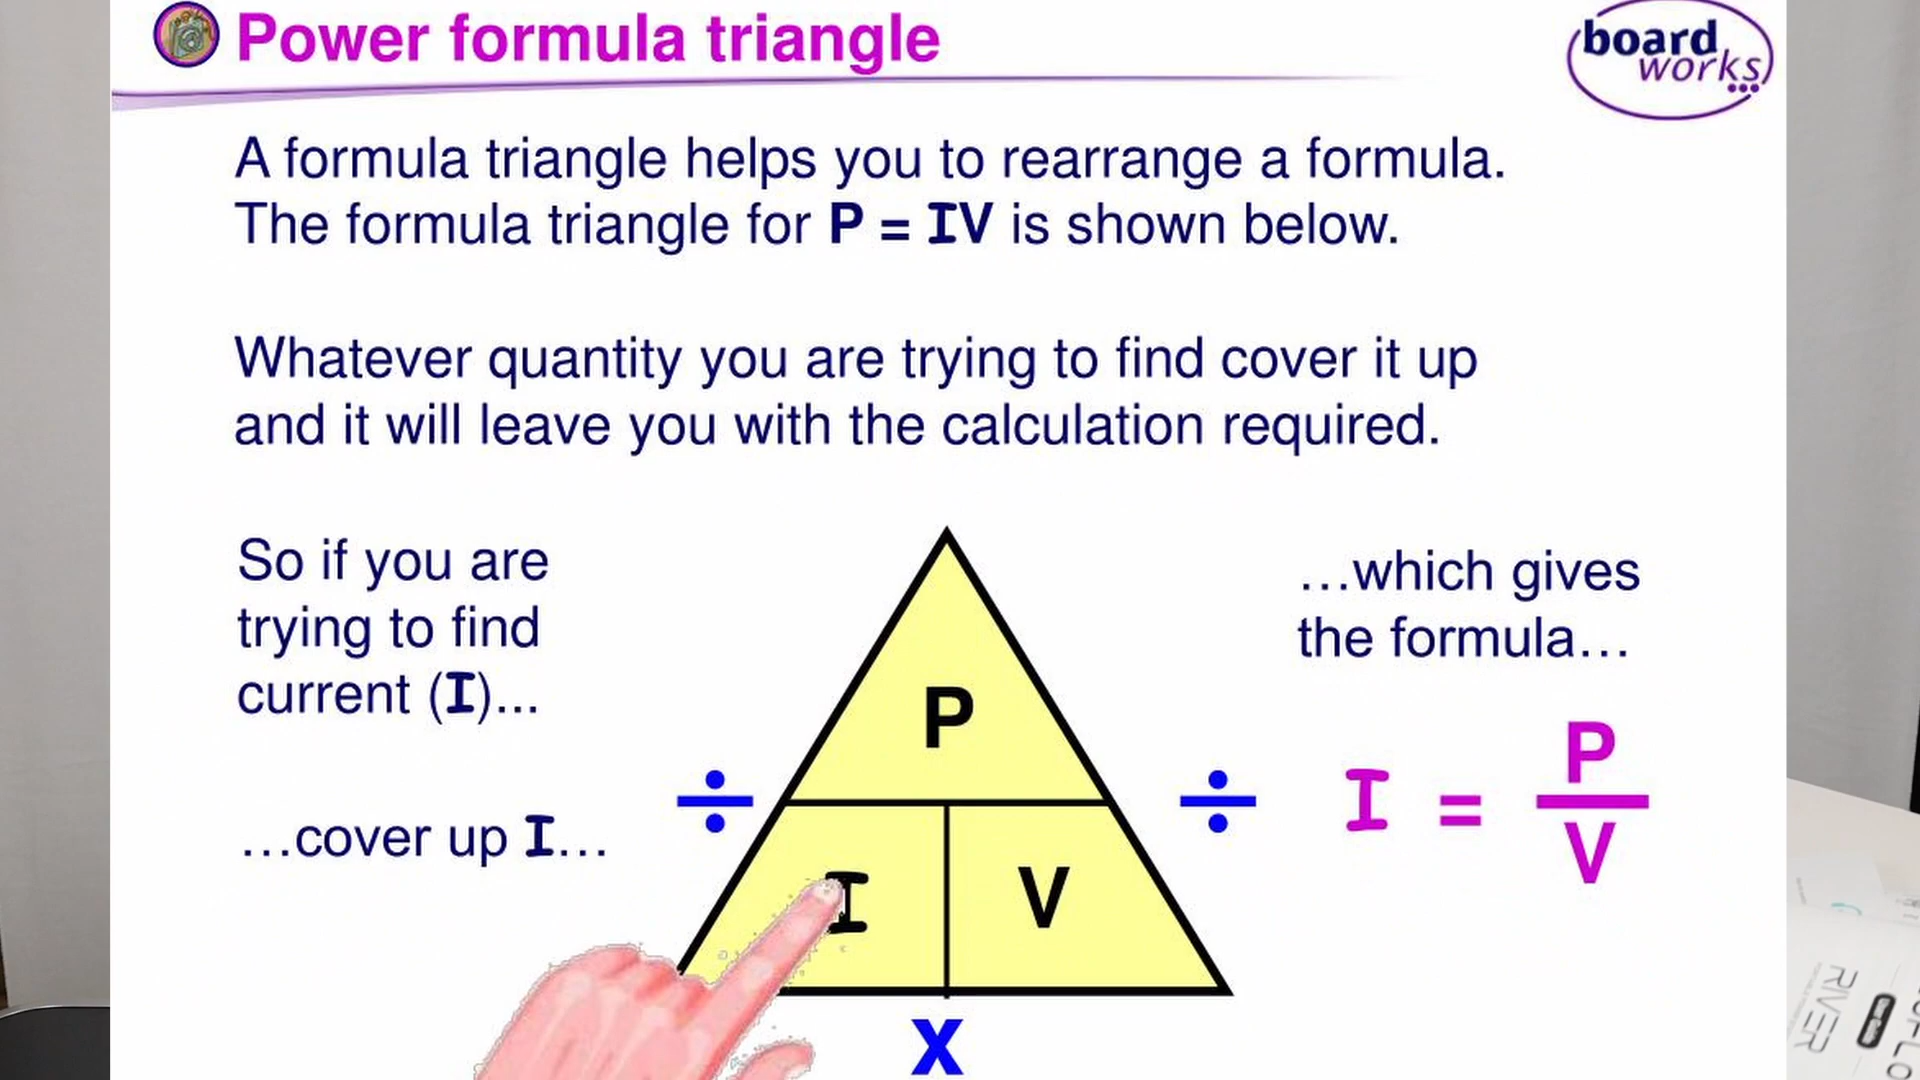 Power formula triangle
board
works
A formula triangle helps you to rearrange a formula.
The formula triangle for P = IV is shown below.
Whatever quantity you are trying to find cover it up
and it will leave you with the calculation required.
So if you are
trying to find
current (I)...
…cover up I…
…which gives
the formula…
P
÷ ÷
I V
x
I = P
V
RIVER